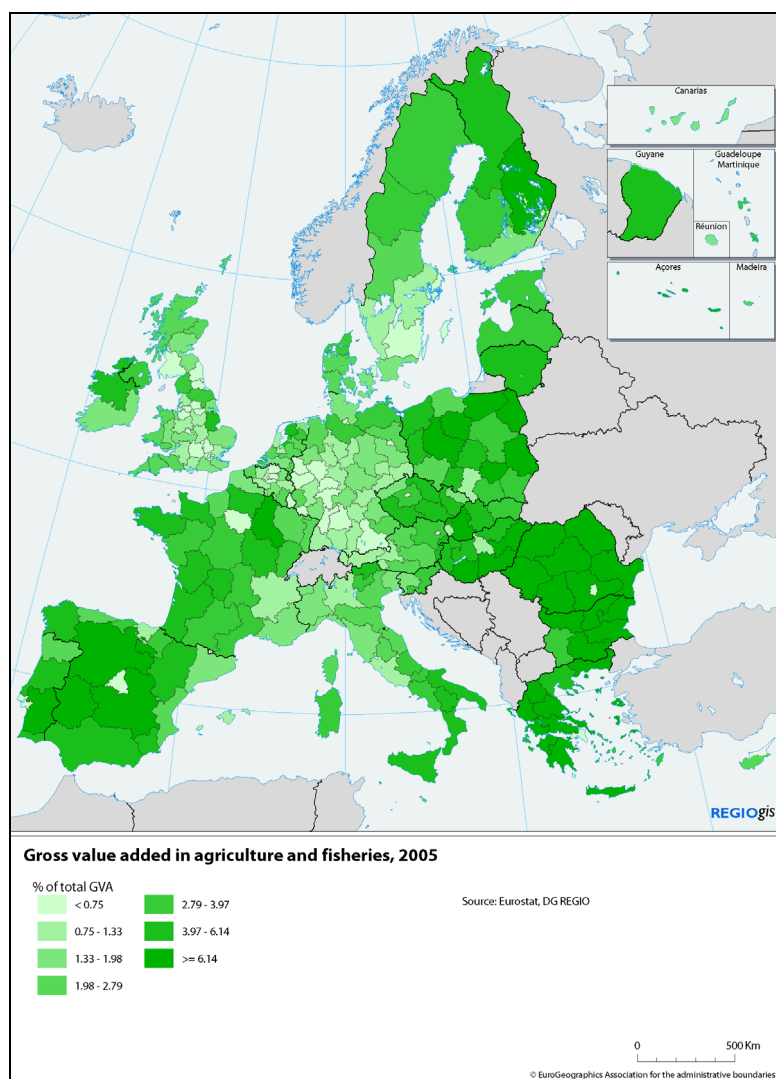 Canarias
Guyane
Guadeloupe
Martinique
Réunion
Açores
Madeira
REGIOgis
Gross value added in agriculture and fisheries, 2005
% of total GVA
< 0.75
0.75 - 1.33
1.33 - 1.98
1.98 - 2.79
2.79 - 3.97
3.97 - 6.14
>= 6.14
Source: Eurostat, DG REGIO
0 500 Km
© EuroGeographics Association for the administrative boundaries